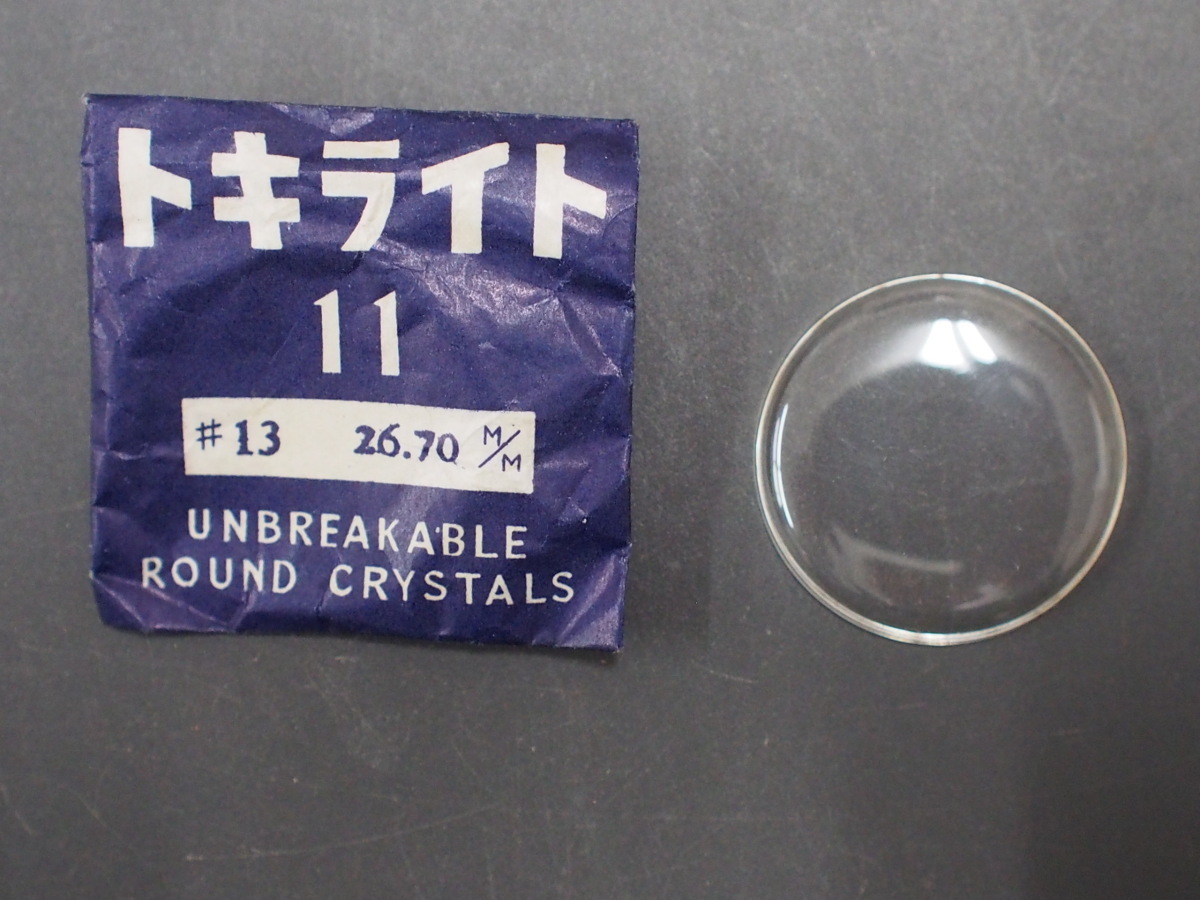 トキライト
11
#13 26.70 M/M
UNBREAKABLE
ROUND CRYSTALS